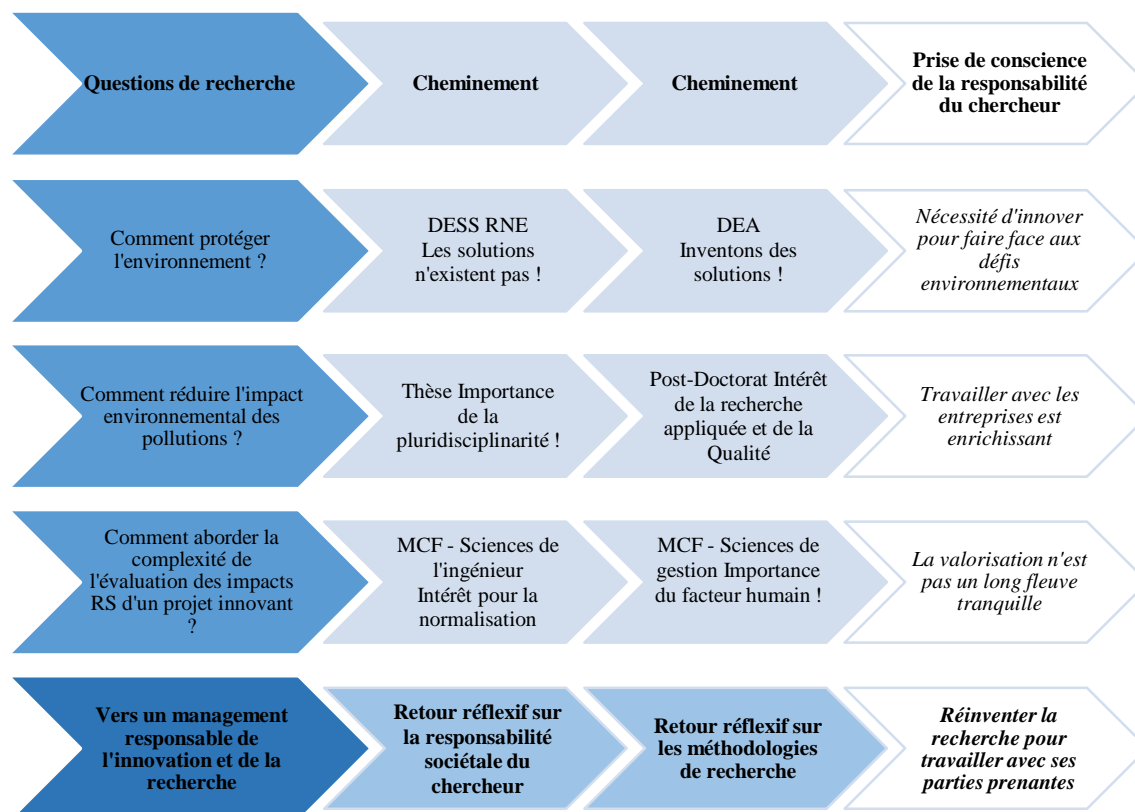 Questions de recherche
Cheminement
Cheminement
Prise de conscience
de la responsabilité
du chercheur
Comment protéger
l'environnement ?
DESS RNE
Les solutions
n'existent pas !
DEA
Inventons des
solutions !
Nécessité d'innover
pour faire face aux
défis
environnementaux
Comment réduire l'impact
environnemental des
pollutions ?
Thèse Importance
de la
pluridisciplinarité !
Post-Doctorat Intérêt
de la recherche
appliquée et de la
Qualité
Travailler avec les
entreprises est
enrichissant
Comment aborder la
complexité de
l'évaluation des impacts
RS d'un projet innovant
?
MCF - Sciences de
l'ingénieur
Intérêt pour la
normalisation
MCF - Sciences de
gestion Importance
du facteur humain !
La valorisation n'est
pas un long fleuve
tranquille
Vers un management
responsable de
l'innovation et de la
recherche
Retour réflexif sur
la responsabilité
sociétale du
chercheur
Retour réflexif sur
les méthodologies
de recherche
Réinventer la
recherche pour
travailler avec ses
parties prenantes